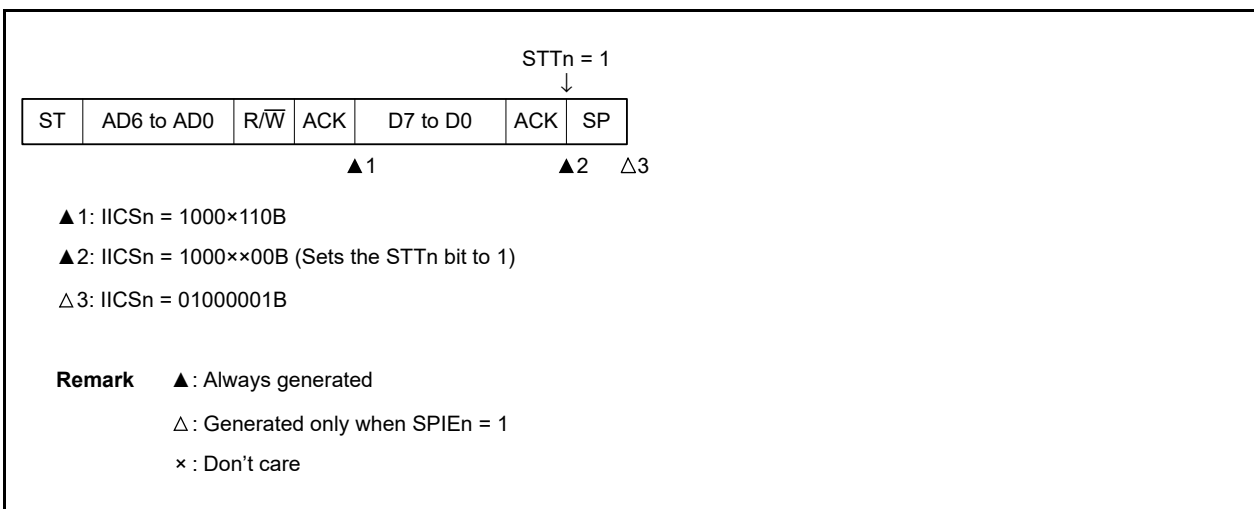 STTn = 1
↓
ST AD6 to AD0 R/W̅ ACK D7 to D0 ACK SP
▲1 ▲2 △3
▲1: IICSn = 1000×110B
▲2: IICSn = 1000××00B (Sets the STTn bit to 1)
△3: IICSn = 01000001B
Remark ▲: Always generated
△: Generated only when SPIEn = 1
×: Don't care